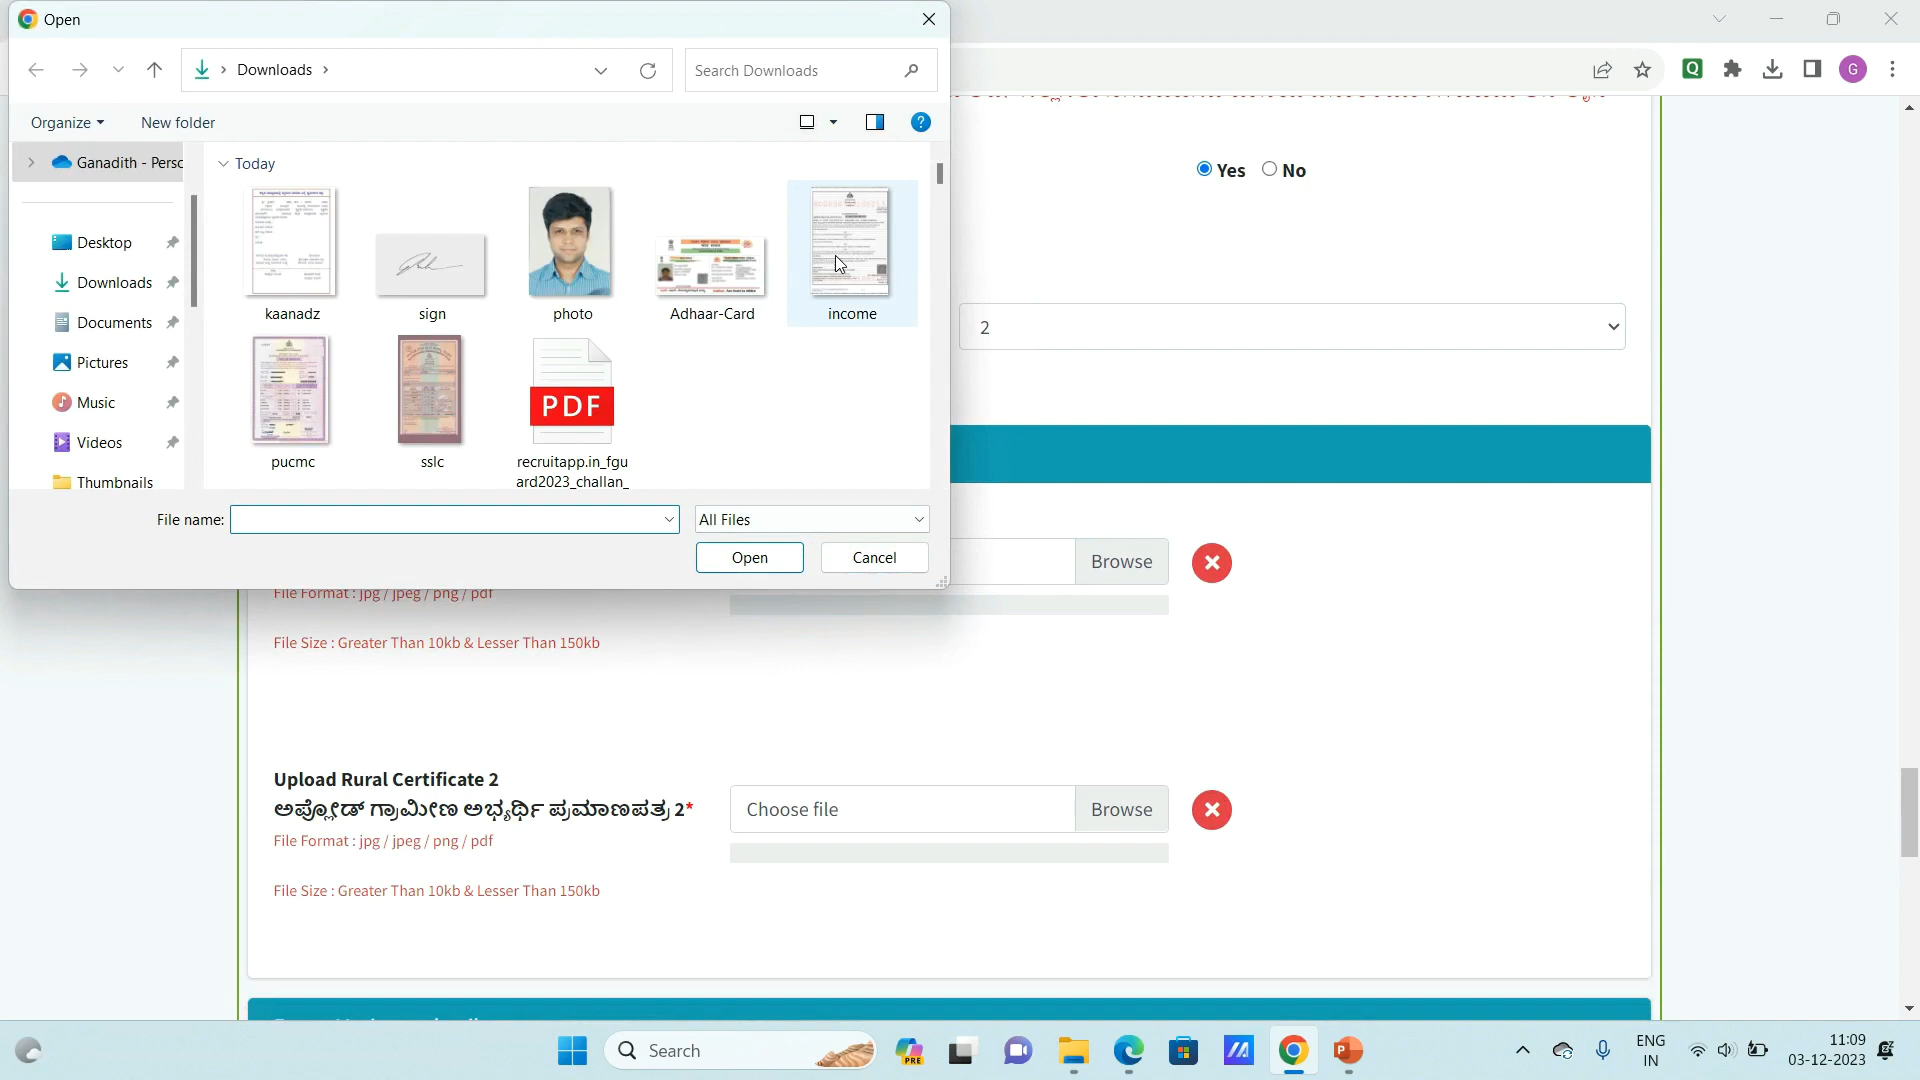 Open
Downloads
Search Downloads
Organize
New folder
Ganadith - Perso
Today
Desktop
Downloads
Documents
Pictures
Music
Videos
Thumbnails
kaanadz
sign
photo
Adhaar-Card
income
PDF
pucmc
sslc
recruitapp.in_fgu
ard2023_challan_
File name:
All Files
Open
Cancel
Q
G
Yes
No
2
Browse
File Format : jpg / jpeg / png / pdf
File Size : Greater Than 10kb & Lesser Than 150kb
Upload Rural Certificate 2
ಅಪ್ಲೋಡ್ ಗ್ರಾಮೀಣ ಅಭ್ಯರ್ಥಿ ಪ್ರಮಾಣಪತ್ರ 2*
Choose file
Browse
File Format : jpg / jpeg / png / pdf
File Size : Greater Than 10kb & Lesser Than 150kb
Search
PRE
ENG
IN
11:09
03-12-2023